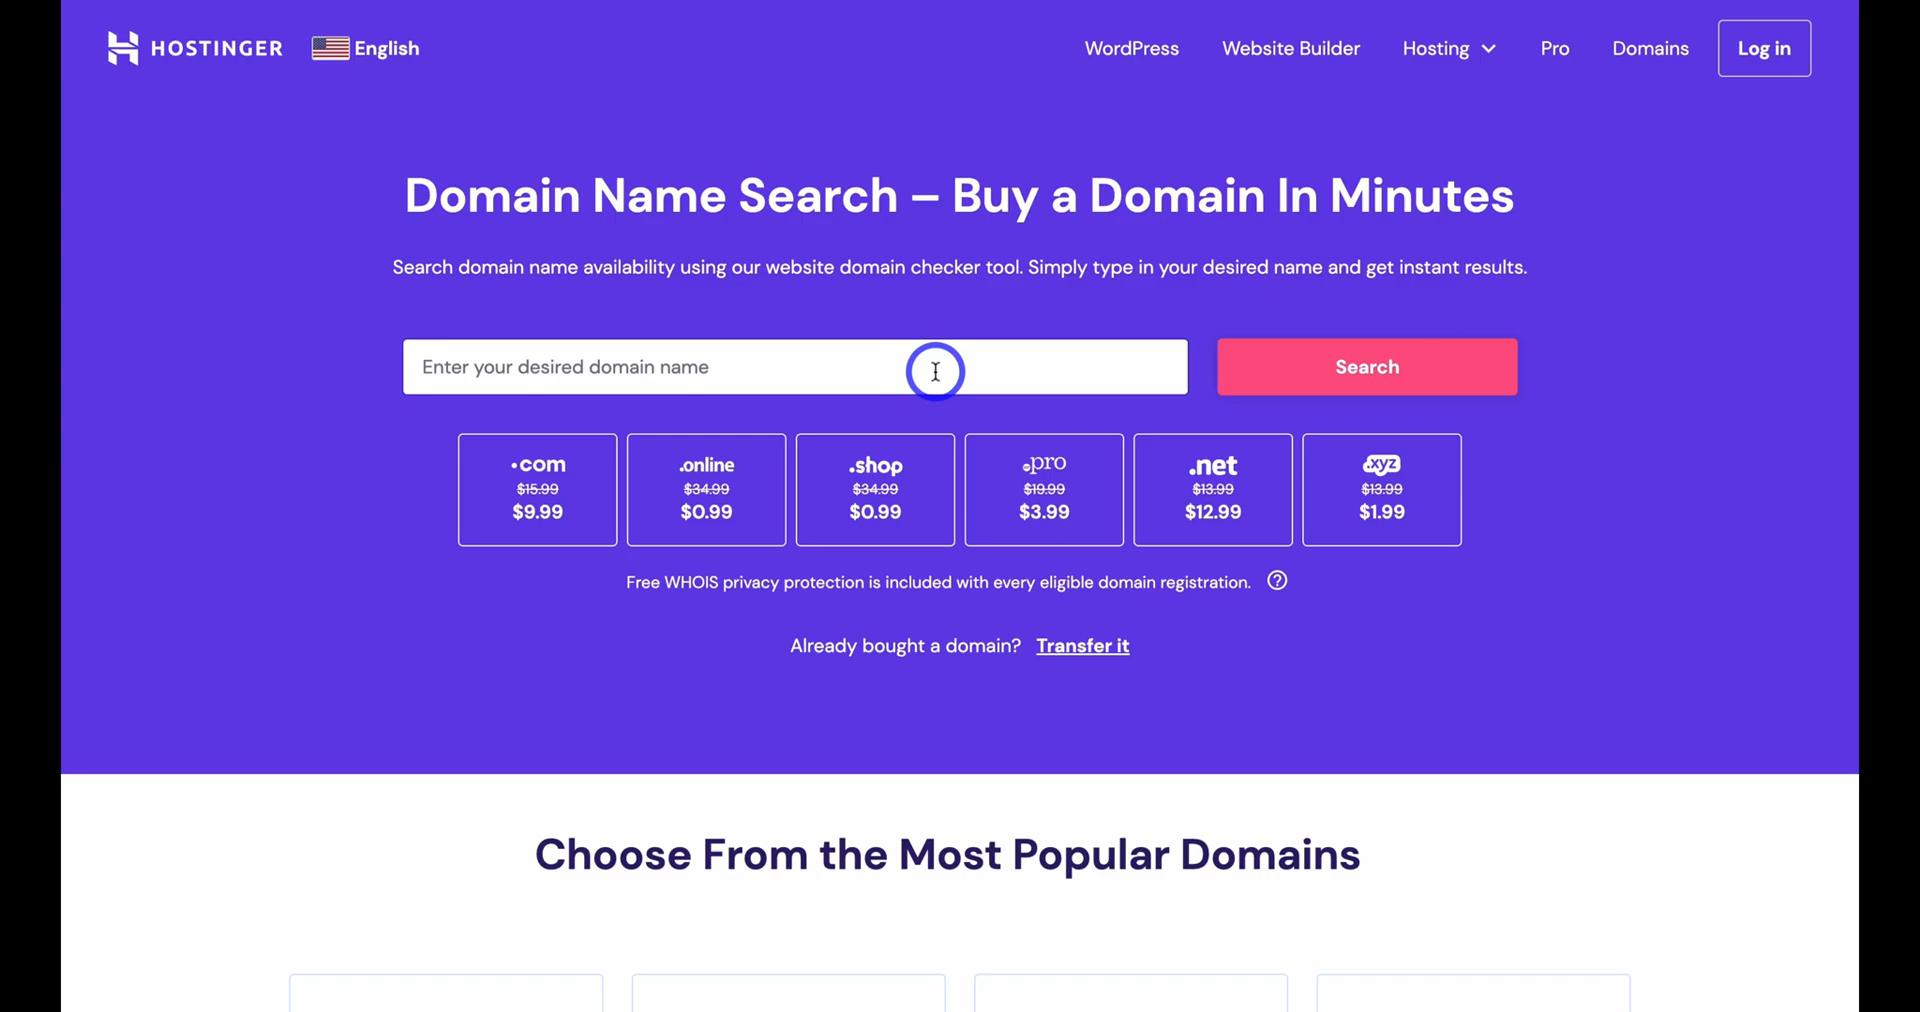 HOSTINGER English WordPress Website Builder Hosting Pro Domains Log in
Domain Name Search – Buy a Domain In Minutes
Search domain name availability using our website domain checker tool. Simply type in your desired name and get instant results.
Enter your desired domain name Search
.com .online .shop .pro .net .xyz
$15.99 $34.99 $34.99 $19.99 $13.99 $13.99
$9.99 $0.99 $0.99 $3.99 $12.99 $1.99
Free WHOIS privacy protection is included with every eligible domain registration. ?
Already bought a domain? Transfer it
Choose From the Most Popular Domains